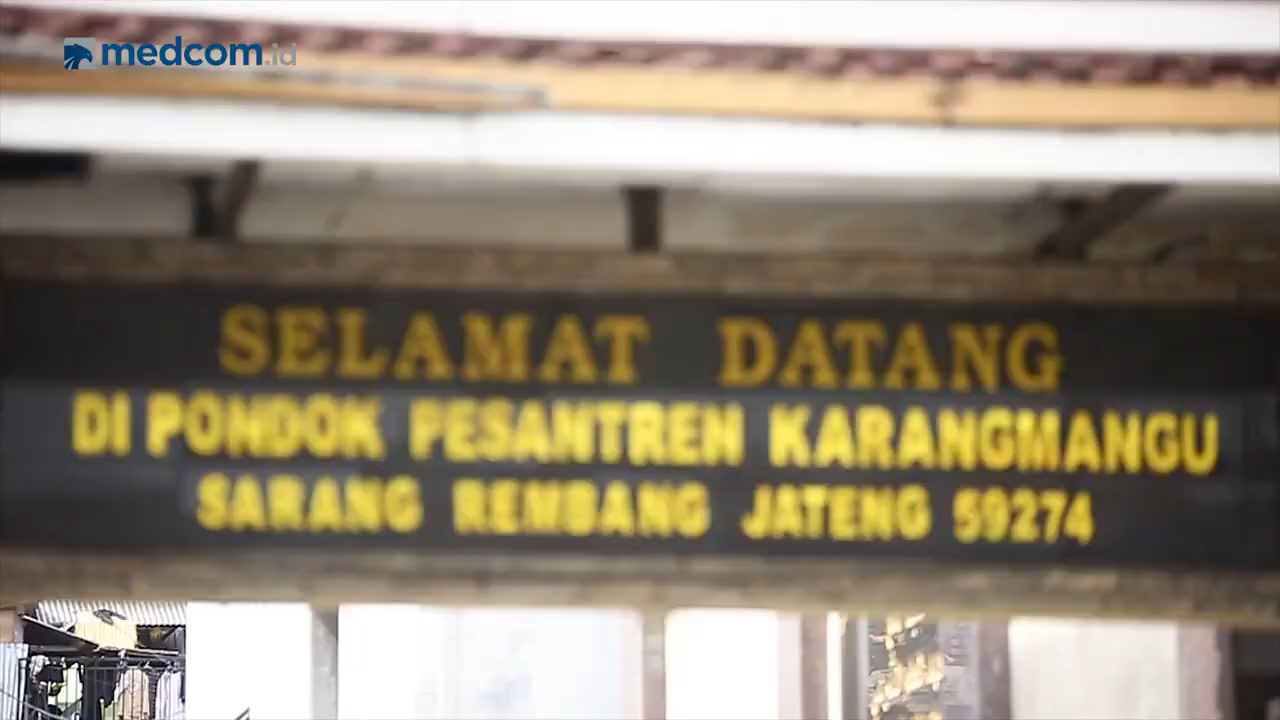 medcom.id
SELAMAT DATANG
DI PONDOK PESANTREN KARANGMANGU
SARANG REMBANG JATENG 59274